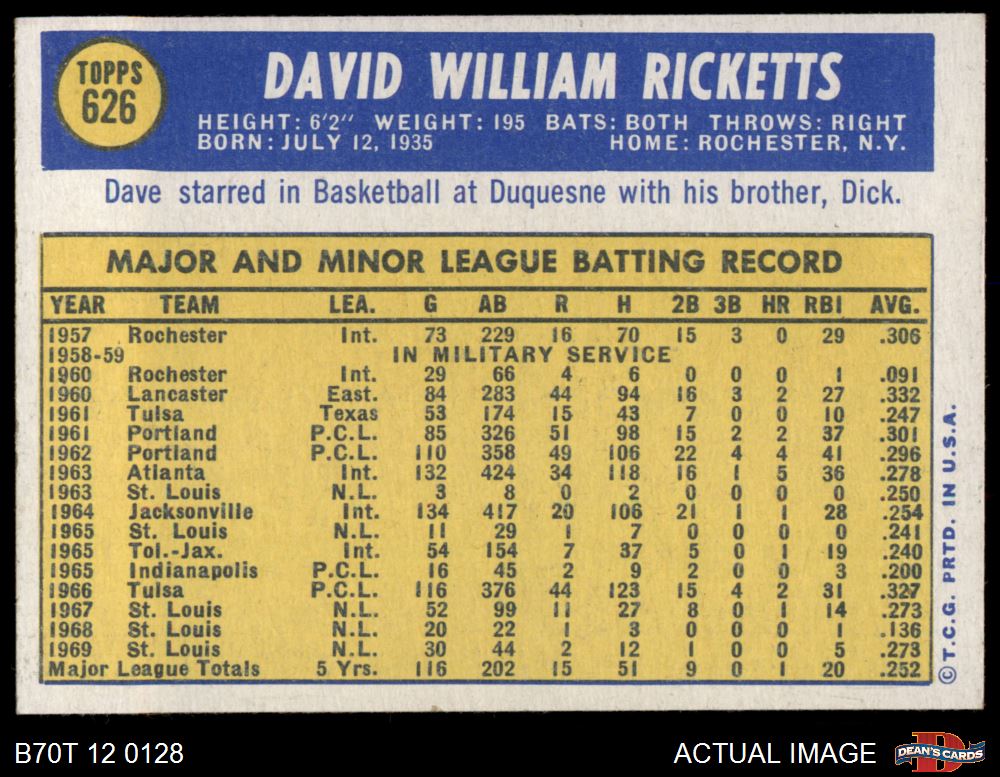 TOPPS
626
DAVID WILLIAM RICKETTS
HEIGHT: 6'2" WEIGHT: 195 BATS: BOTH THROWS: RIGHT
BORN: JULY 12, 1935 HOME: ROCHESTER, N.Y.
Dave starred in Basketball at Duquesne with his brother, Dick.
MAJOR AND MINOR LEAGUE BATTING RECORD
YEAR TEAM LEA. G AB R H 2B 3B HR RBI AVG.
1957 Rochester Int. 73 229 16 70 15 3 0 29 .306
1958-59 IN MILITARY SERVICE
1960 Rochester Int. 29 66 4 6 0 0 0 1 .091
1960 Lancaster East. 84 283 44 94 16 3 2 27 .332
1961 Tulsa Texas 53 174 15 43 7 0 0 10 .247
1961 Portland P.C.L. 85 326 51 98 15 2 2 37 .301
1962 Portland P.C.L. 110 358 49 106 22 4 4 41 .296
1963 Atlanta Int. 132 424 34 118 16 1 5 36 .278
1963 St. Louis N.L. 3 8 0 2 0 0 0 0 .250
1964 Jacksonville Int. 134 417 20 106 21 1 1 28 .254
1965 St. Louis N.L. 11 29 1 7 0 0 0 0 .241
1965 Tol.-Jax. Int. 54 154 7 37 5 0 1 19 .240
1965 Indianapolis P.C.L. 16 45 2 9 2 0 0 3 .200
1966 Tulsa P.C.L. 116 376 44 123 15 4 2 31 .327
1967 St. Louis N.L. 52 99 11 27 8 0 1 14 .273
1968 St. Louis N.L. 20 22 1 3 0 0 0 1 .136
1969 St. Louis N.L. 30 44 2 12 1 0 0 5 .273
Major League Totals 5 Yrs. 116 202 15 51 9 0 1 20 .252
© T.C.G. PRTD. IN U.S.A.
B70T 12 0128 ACTUAL IMAGE
D
DEAN'S CARDS